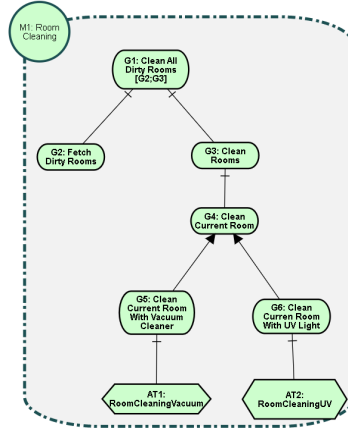 M1: Room
Cleaning
G1: Clean All
Dirty Rooms
[G2;G3]
G2: Fetch
Dirty Rooms
G3: Clean
Rooms
G4: Clean
Current Room
G5: Clean
Current Room
With Vacuum
Cleaner
G6: Clean
Curren Room
With UV Light
AT1:
RoomCleaningVacuum
AT2:
RoomCleaningUV